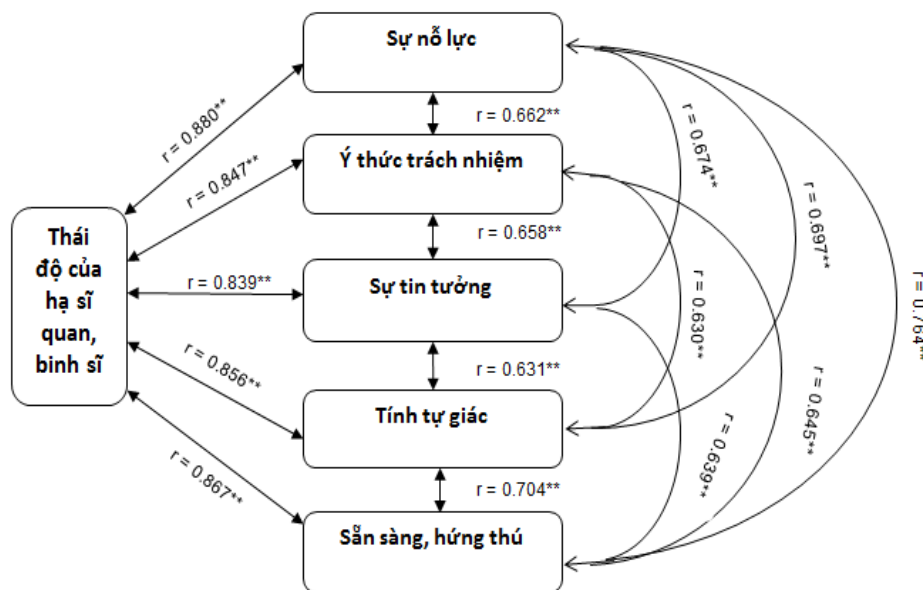 Sự nỗ lực
r = 0.880**
r = 0.662**
r = 0.674**
Ý thức trách nhiệm
r = 0.847**
r = 0.697**
Thái
độ của
hạ sĩ
quan,
binh sĩ
r = 0.658**
r = 0.839**
Sự tin tưởng
r = 0.630**
r = 0.764**
r = 0.856**
r = 0.631**
Tính tự giác
r = 0.645**
r = 0.639**
r = 0.867**
r = 0.704**
Sẵn sàng, hứng thú